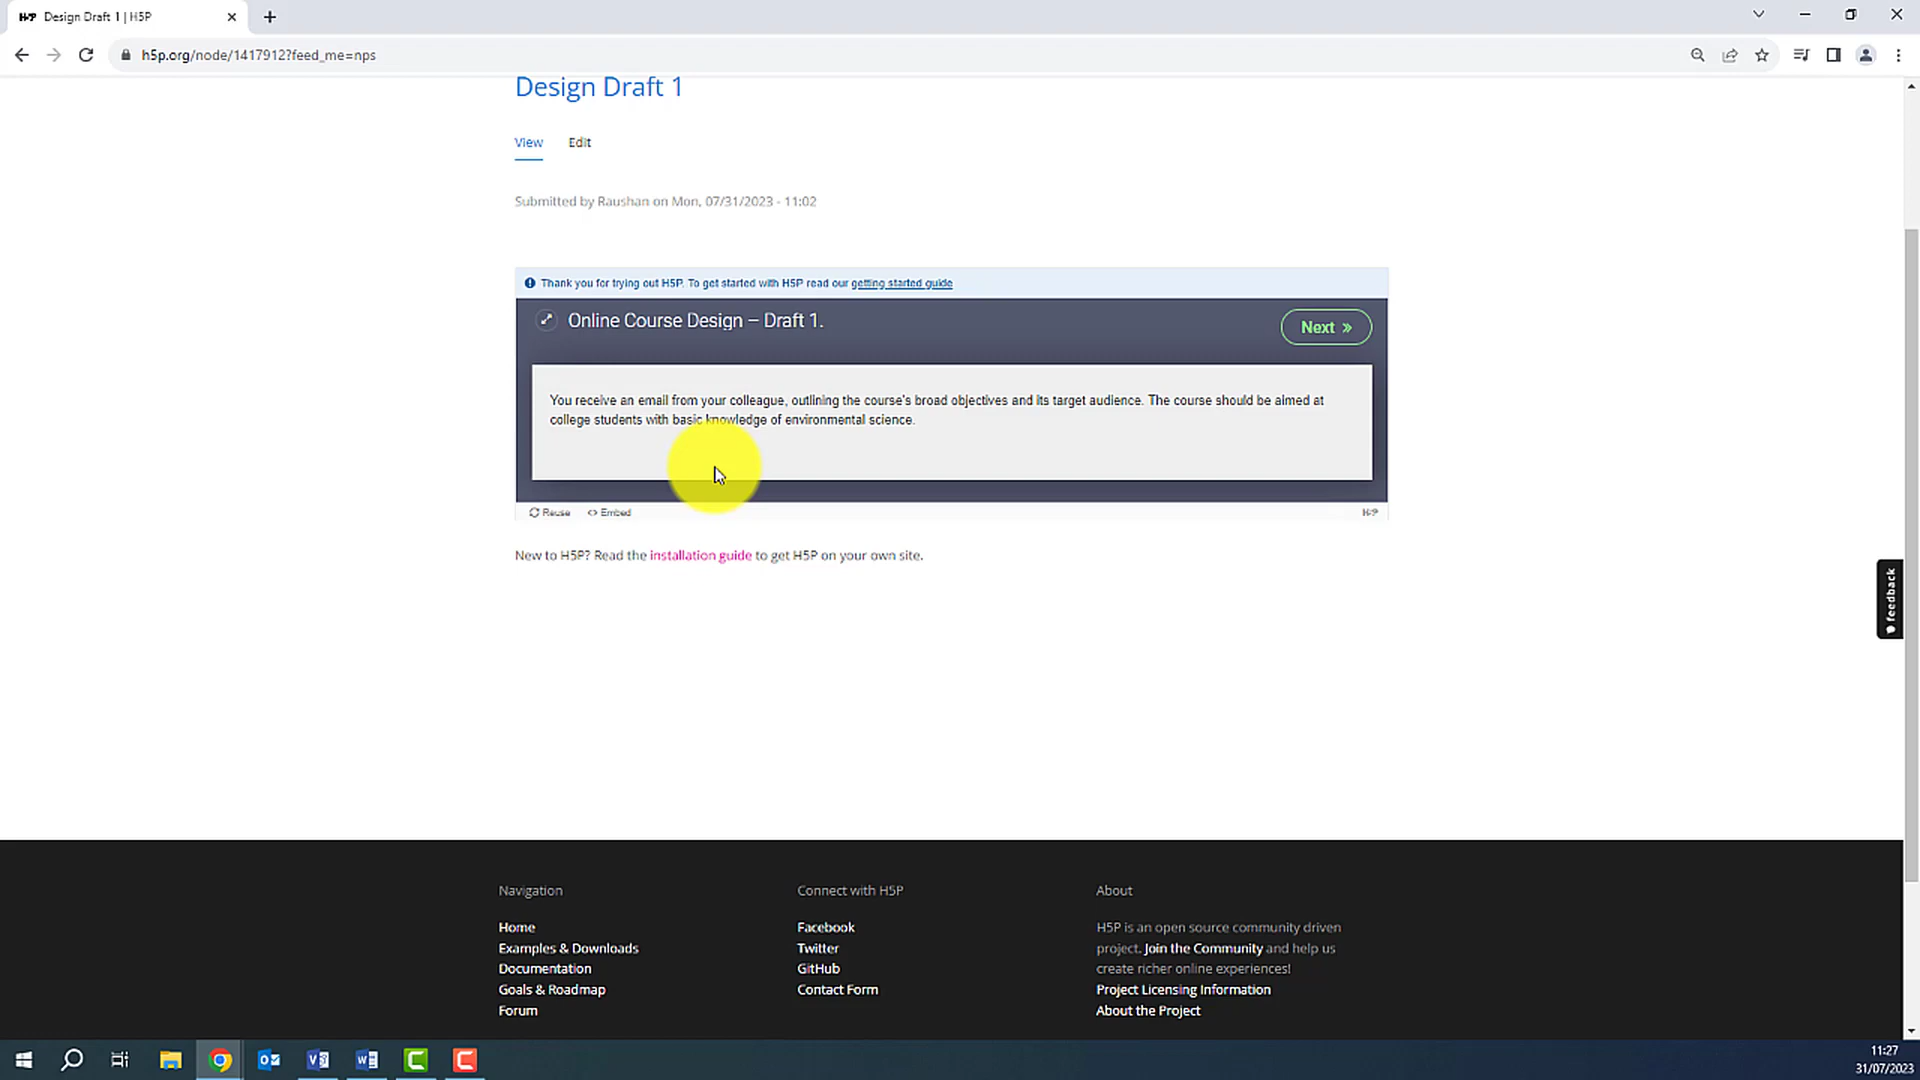 Design Draft 1 | H5P
h5p.org/node/1417912?feed_me=nps
Design Draft 1
View Edit
Submitted by Raushan on Mon, 07/31/2023 - 11:02
Thank you for trying out H5P. To get started with H5P read our getting started guide
Online Course Design – Draft 1.
Next »
You receive an email from your colleague, outlining the course's broad objectives and its target audience. The course should be aimed at
college students with basic knowledge of environmental science.
Reuse <> Embed H5P
New to H5P? Read the installation guide to get H5P on your own site.
feedback
Navigation Connect with H5P About
Home Facebook H5P is an open source community driven
Examples & Downloads Twitter project. Join the Community and help us
Documentation GitHub create richer online experiences!
Goals & Roadmap Contact Form Project Licensing Information
Forum About the Project
11:27
31/07/2023